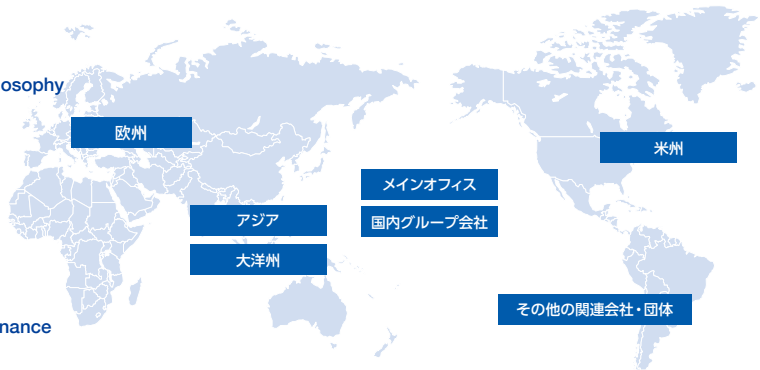 osophy
欧州
米州
メインオフィス
アジア
国内グループ会社
大洋州
その他の関連会社・団体
nance